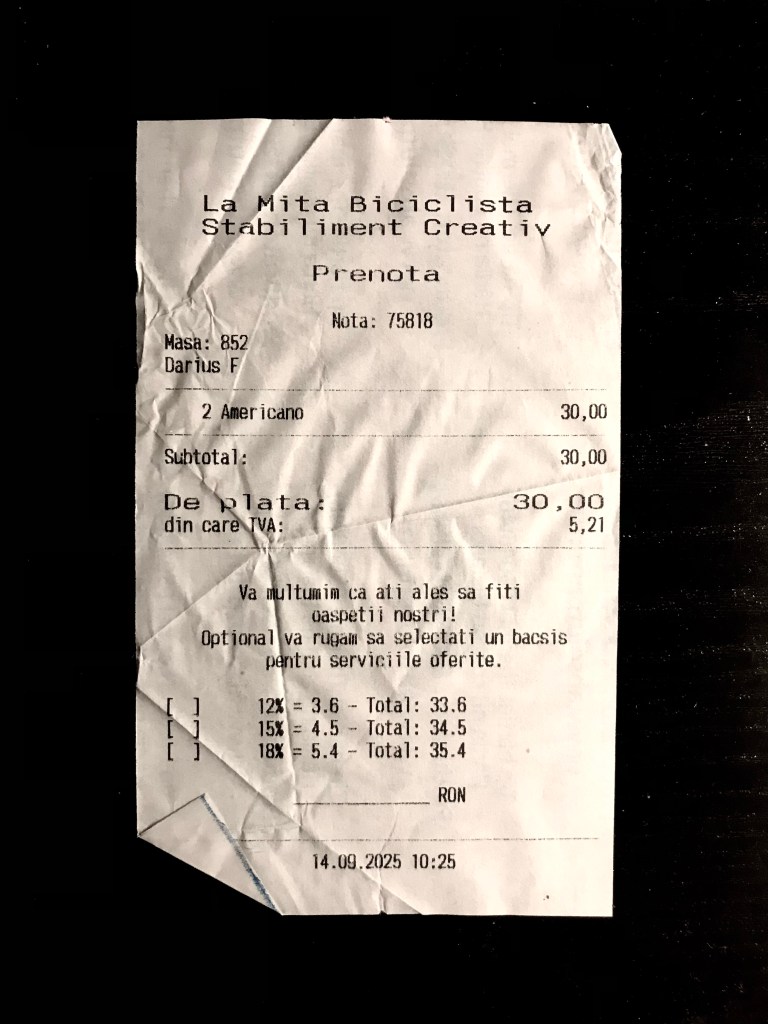 La Mita Biciclista
Stabiliment Creativ
Prenota
Nota: 75818
Masa: 852
Darius F
2 Americano 30,00
Subtotal: 30,00
De plata: 30,00
din care TVA: 5,21
Va multumim ca ati ales sa fiti
oaspetii nostri!
Optional va rugam sa selectati un bacsis
pentru serviciile oferite.
[ ] 12% = 3.6 - Total: 33.6
[ ] 15% = 4.5 - Total: 34.5
[ ] 18% = 5.4 - Total: 35.4
____________ RON
14.09.2025 10:25